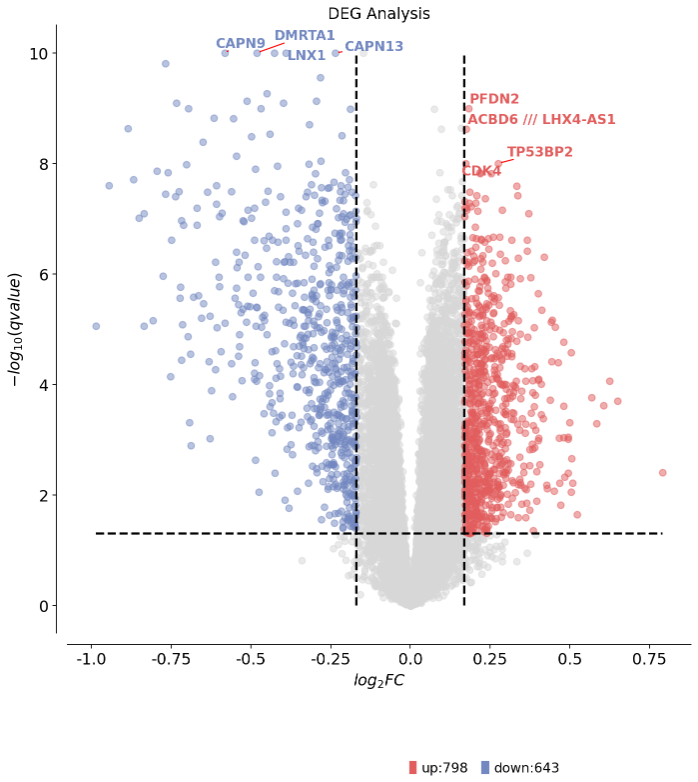 DEG Analysis
CAPN9
DMRTA1
LNX1
CAPN13
PFDN2
ACBD6 /// LHX4-AS1
TP53BP2
CDK4
−log₁₀(qvalue)
10
8
6
4
2
0
-1.0 -0.75 -0.5 -0.25 0.0 0.25 0.5 0.75
log₂FC
up:798 down:643